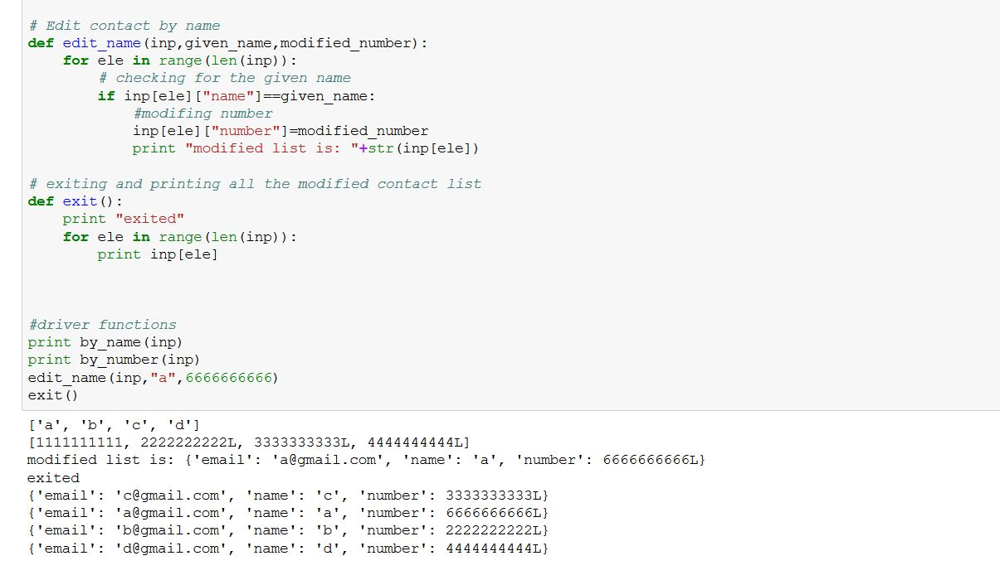 # Edit contact by name
def edit_name(inp,given_name,modified_number):
    for ele in range(len(inp)):
        # checking for the given name
        if inp[ele]["name"]==given_name:
            #modifing number
            inp[ele]["number"]=modified_number
            print "modified list is: "+str(inp[ele])
# exiting and printing all the modified contact list
def exit():
    print "exited"
    for ele in range(len(inp)):
        print inp[ele]
#driver functions
print by_name(inp)
print by_number(inp)
edit_name(inp,"a",6666666666)
exit()
['a', 'b', 'c', 'd']
[1111111111, 2222222222L, 3333333333L, 4444444444L]
modified list is: {'email': 'a@gmail.com', 'name': 'a', 'number': 6666666666L}
exited
{'email': 'c@gmail.com', 'name': 'c', 'number': 3333333333L}
{'email': 'a@gmail.com', 'name': 'a', 'number': 6666666666L}
{'email': 'b@gmail.com', 'name': 'b', 'number': 2222222222L}
{'email': 'd@gmail.com', 'name': 'd', 'number': 4444444444L}